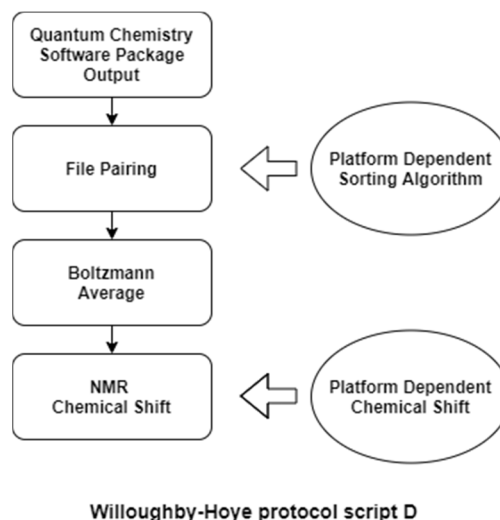 Quantum Chemistry
Software Package
Output
File Pairing
Platform Dependent
Sorting Algorithm
Boltzmann
Average
NMR
Chemical Shift
Platform Dependent
Chemical Shift
Willoughby-Hoye protocol script D